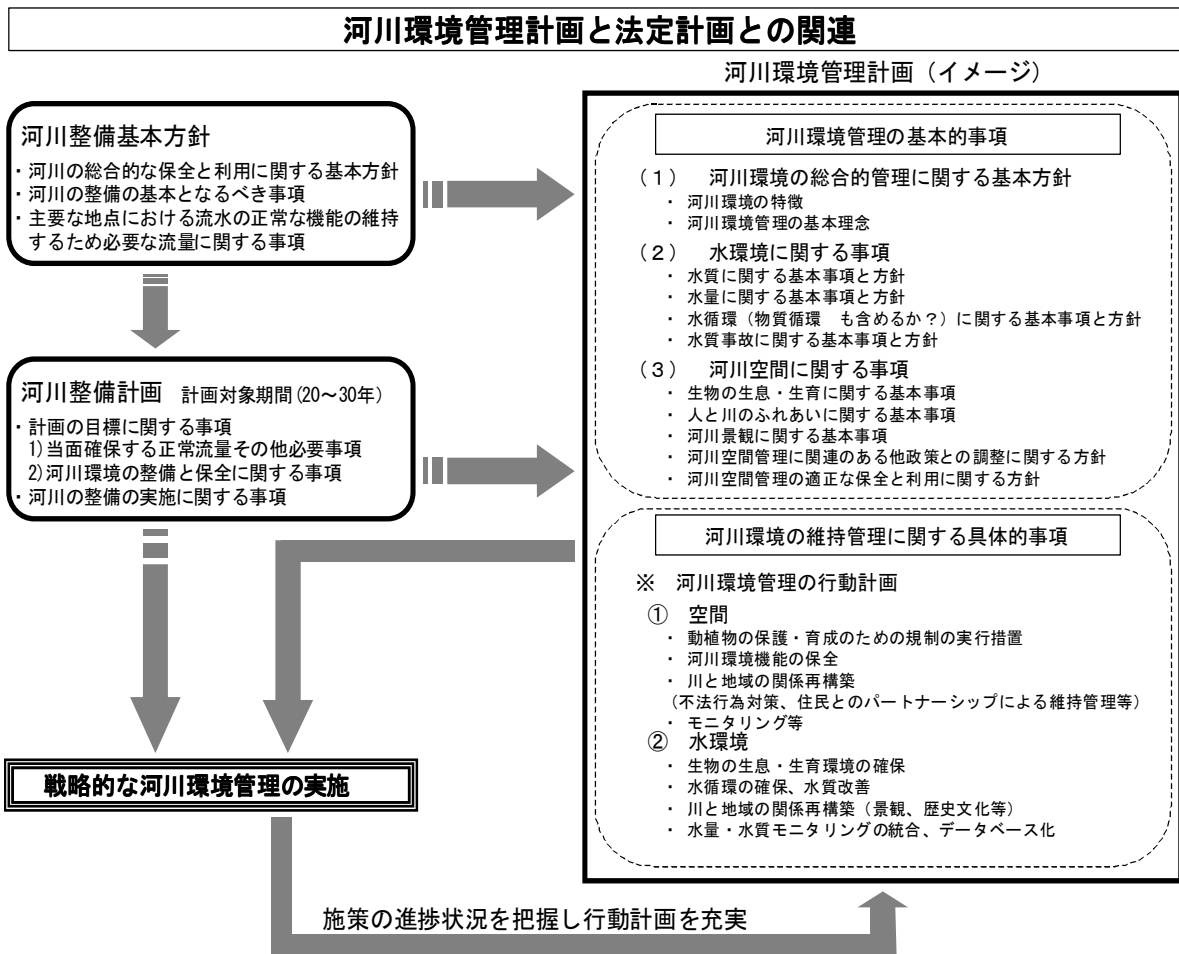 河川環境管理計画と法定計画との関連
河川整備基本方針
・河川の総合的な保全と利用に関する基本方針
・河川の整備の基本となるべき事項
・主要な地点における流水の正常な機能の維持
するため必要な流量に関する事項
河川整備計画 計画対象期間(20～30年)
・計画の目標に関する事項
1)当面確保する正常流量その他必要事項
2)河川環境の整備と保全に関する事項
・河川の整備の実施に関する事項
戦略的な河川環境管理の実施
河川環境管理計画(イメージ)
河川環境管理の基本的事項
(1) 河川環境の総合的管理に関する基本方針
・ 河川環境の特徴
・ 河川環境管理の基本理念
(2) 水環境に関する事項
・ 水質に関する基本事項と方針
・ 水量に関する基本事項と方針
・ 水循環(物質循環 も含めるか?)に関する基本事項と方針
・ 水質事故に関する基本事項と方針
(3) 河川空間に関する事項
・ 生物の生息・生育に関する基本事項
・ 人と川のふれあいに関する基本事項
・ 河川景観に関する基本事項
・ 河川空間管理に関連のある他政策との調整に関する方針
・ 河川空間管理の適正な保全と利用に関する方針
河川環境の維持管理に関する具体的事項
※ 河川環境管理の行動計画
① 空間
・ 動植物の保護・育成のための規制の実行措置
・ 河川環境機能の保全
・ 川と地域の関係再構築
(不法行為対策、住民とのパートナーシップによる維持管理等)
・ モニタリング等
② 水環境
・ 生物の生息・生育環境の確保
・ 水循環の確保、水質改善
・ 川と地域の関係再構築(景観、歴史文化等)
・ 水量・水質モニタリングの統合、データベース化
施策の進捗状況を把握し行動計画を充実